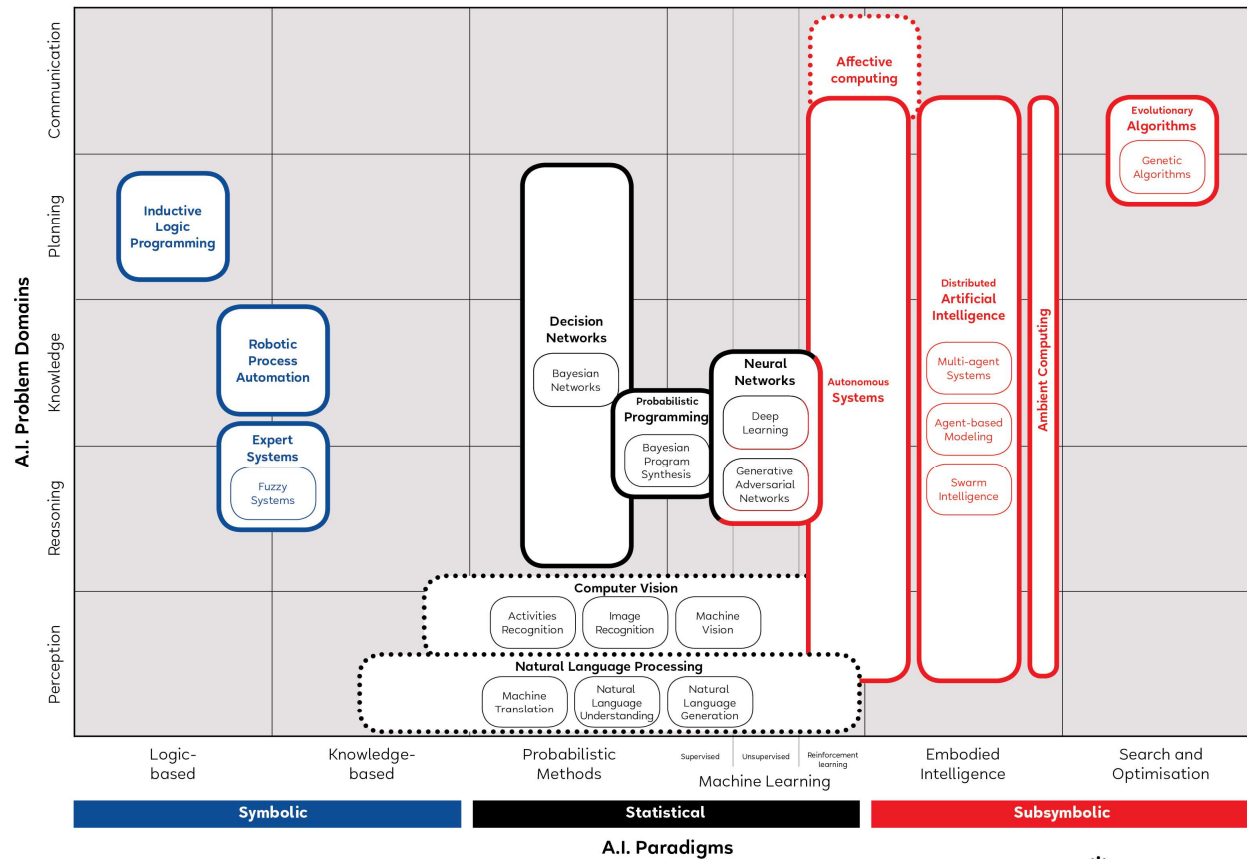 A.I. Problem Domains
Communication
Planning
Knowledge
Reasoning
Perception
Affective
computing
Evolutionary
Algorithms
Genetic
Algorithms
Inductive
Logic
Programming
Robotic
Process
Automation
Expert
Systems
Fuzzy
Systems
Decision
Networks
Bayesian
Networks
Probabilistic
Programming
Bayesian
Program
Synthesis
Neural
Networks
Deep
Learning
Generative
Adversarial
Networks
Autonomous
Systems
Distributed
Artificial
Intelligence
Multi-agent
Systems
Agent-based
Modeling
Swarm
Intelligence
Ambient Computing
Computer Vision
Activities
Recognition
Image
Recognition
Machine
Vision
Natural Language Processing
Machine
Translation
Natural
Language
Understanding
Natural
Language
Generation
Logic-
based
Knowledge-
based
Probabilistic
Methods
Supervised
Unsupervised
Reinforcement
learning
Machine Learning
Embodied
Intelligence
Search and
Optimisation
Symbolic
Statistical
Subsymbolic
A.I. Paradigms